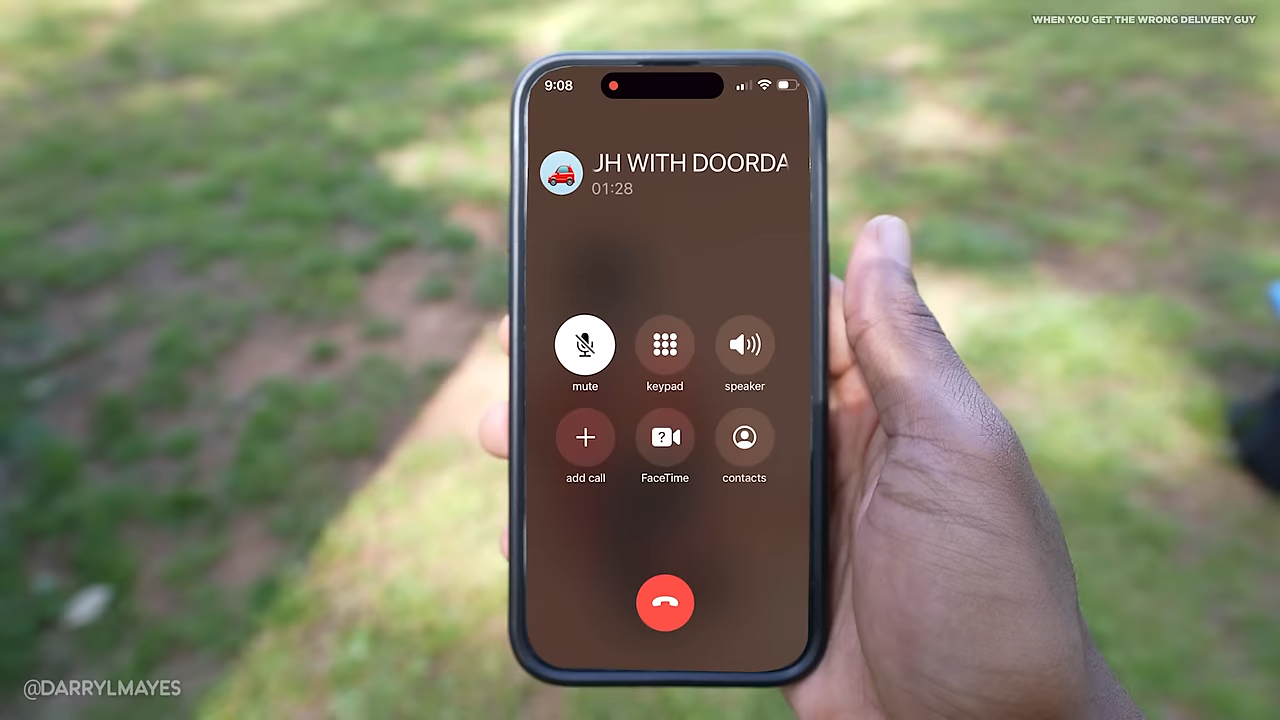 WHEN YOU GET THE WRONG DELIVERY GUY
9:08
JH WITH DOORDA
01:28
mute
keypad
speaker
?
add call
FaceTime
contacts
@DARRYLMAYES